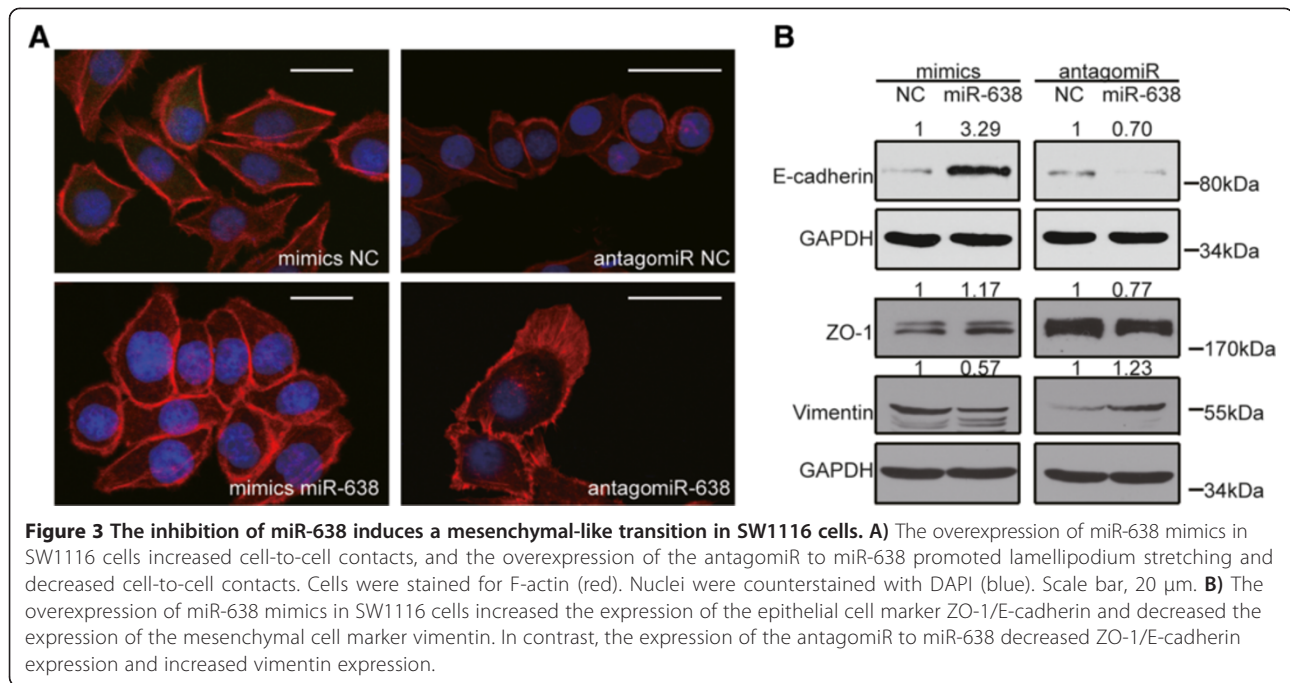 A
mimics NC
antagomiR NC
mimics miR-638
antagomiR-638
B
mimics antagomiR
NC miR-638 NC miR-638
1 3.29 1 0.70
E-cadherin
–80kDa
GAPDH
–34kDa
1 1.17 1 0.77
ZO-1
–170kDa
1 0.57 1 1.23
Vimentin
–55kDa
GAPDH
–34kDa
Figure 3 The inhibition of miR-638 induces a mesenchymal-like transition in SW1116 cells. A) The overexpression of miR-638 mimics in
SW1116 cells increased cell-to-cell contacts, and the overexpression of the antagomiR to miR-638 promoted lamellipodium stretching and
decreased cell-to-cell contacts. Cells were stained for F-actin (red). Nuclei were counterstained with DAPI (blue). Scale bar, 20 μm. B) The
overexpression of miR-638 mimics in SW1116 cells increased the expression of the epithelial cell marker ZO-1/E-cadherin and decreased the
expression of the mesenchymal cell marker vimentin. In contrast, the expression of the antagomiR to miR-638 decreased ZO-1/E-cadherin
expression and increased vimentin expression.